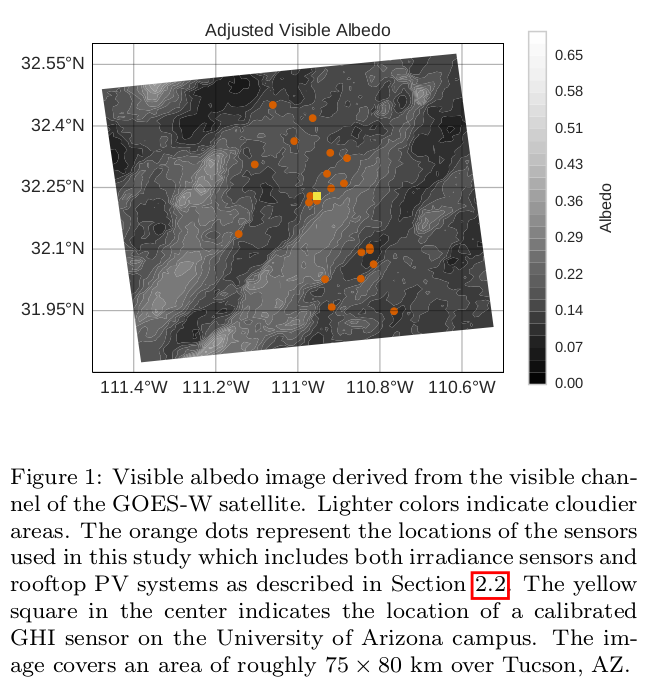 Adjusted Visible Albedo
32.55°N
32.4°N
32.25°N
32.1°N
31.95°N
111.4°W 111.2°W 111°W 110.8°W 110.6°W
0.65
0.58
0.51
0.43
0.36
0.29
0.22
0.14
0.07
0.00
Albedo
Figure 1: Visible albedo image derived from the visible chan-
nel of the GOES-W satellite. Lighter colors indicate cloudier
areas. The orange dots represent the locations of the sensors
used in this study which includes both irradiance sensors and
rooftop PV systems as described in Section 2.2. The yellow
square in the center indicates the location of a calibrated
GHI sensor on the University of Arizona campus. The im-
age covers an area of roughly 75 × 80 km over Tucson, AZ.